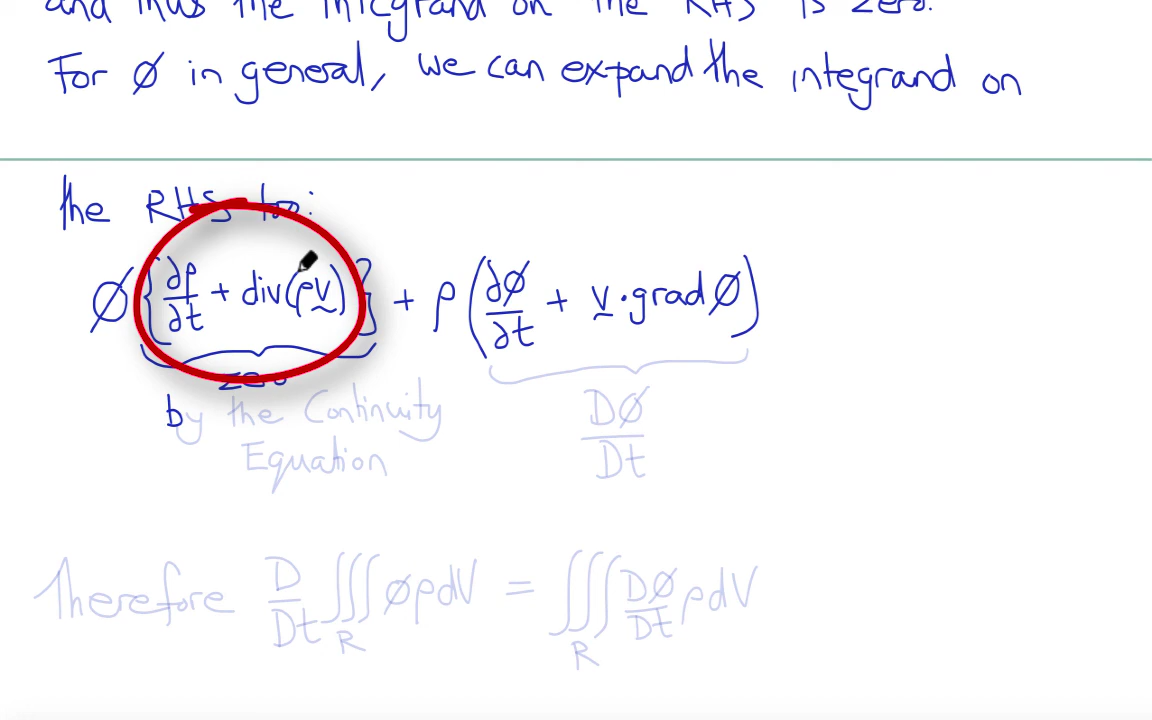 and thus the integrand on the RHS is zero.
For ∅ in general, we can expand the integrand on
the RHS to:
∅{∂ρ/∂t + div(ρv)} + ρ(∂∅/∂t + v·grad∅)
zero
by the Continuity Equation
D∅/Dt
Therefore D/Dt ∭_R ∅ρdV = ∭_R D∅/Dt ρdV